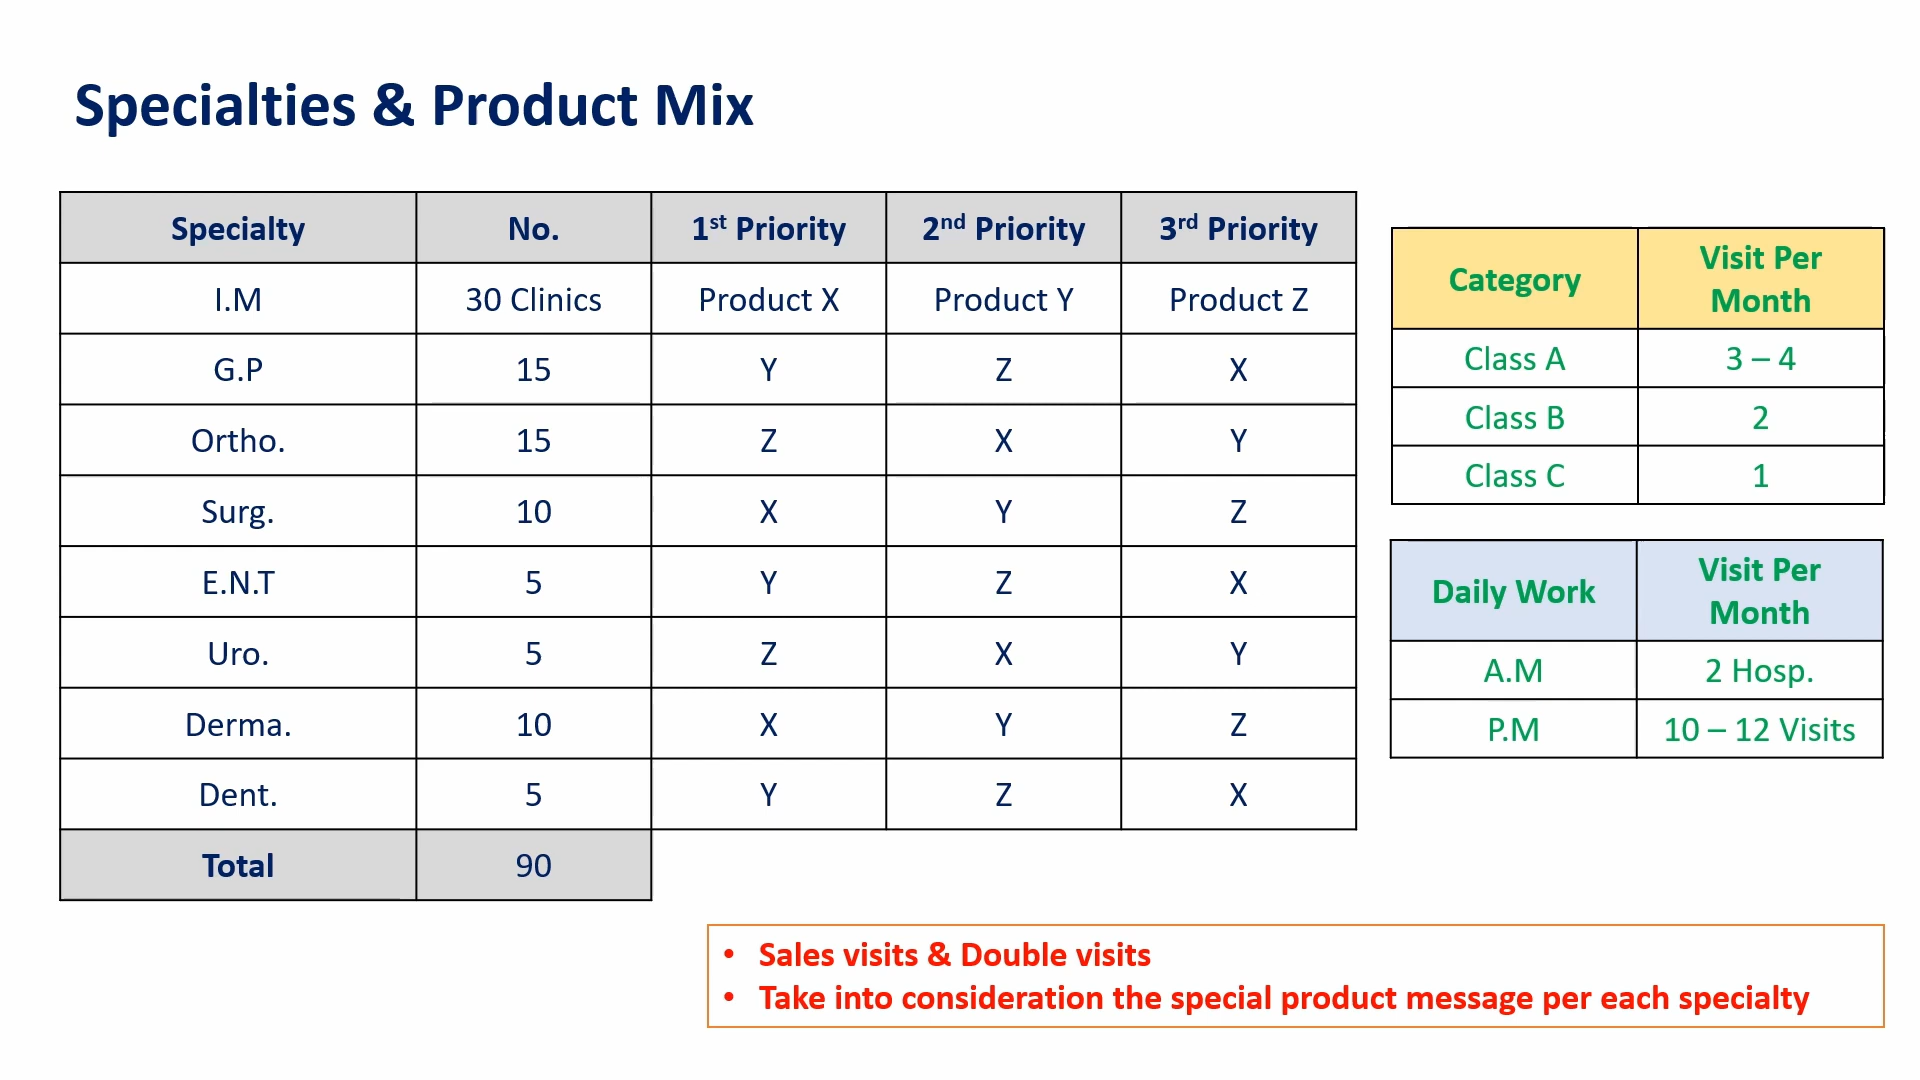 Specialties & Product Mix
Specialty No. 1st Priority 2nd Priority 3rd Priority
I.M 30 Clinics Product X Product Y Product Z
G.P 15 Y Z X
Ortho. 15 Z X Y
Surg. 10 X Y Z
E.N.T 5 Y Z X
Uro. 5 Z X Y
Derma. 10 X Y Z
Dent. 5 Y Z X
Total 90
Category Visit Per
Month
Class A 3 – 4
Class B 2
Class C 1
Daily Work Visit Per
Month
A.M 2 Hosp.
P.M 10 – 12 Visits
• Sales visits & Double visits
• Take into consideration the special product message per each specialty